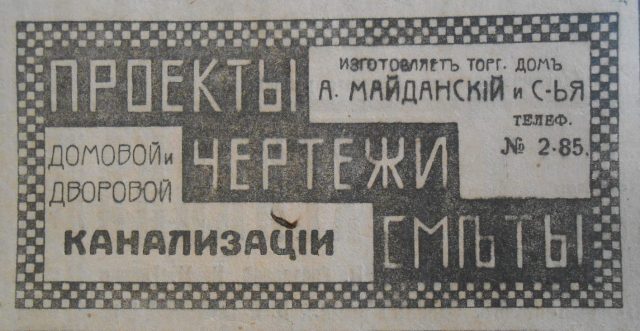 ПРОЕКТЫ
ИЗГОТОВЛЯЕТЪ ТОРГ. ДОМЪ
А. МАЙДАНСКІЙ и С-ЬЯ
ТЕЛЕФ.
№ 2-85.
ДОМОВОЙ и
ДВОРОВОЙ
ЧЕРТЕЖИ
КАНАЛИЗАЦІИ
СМѢТЫ